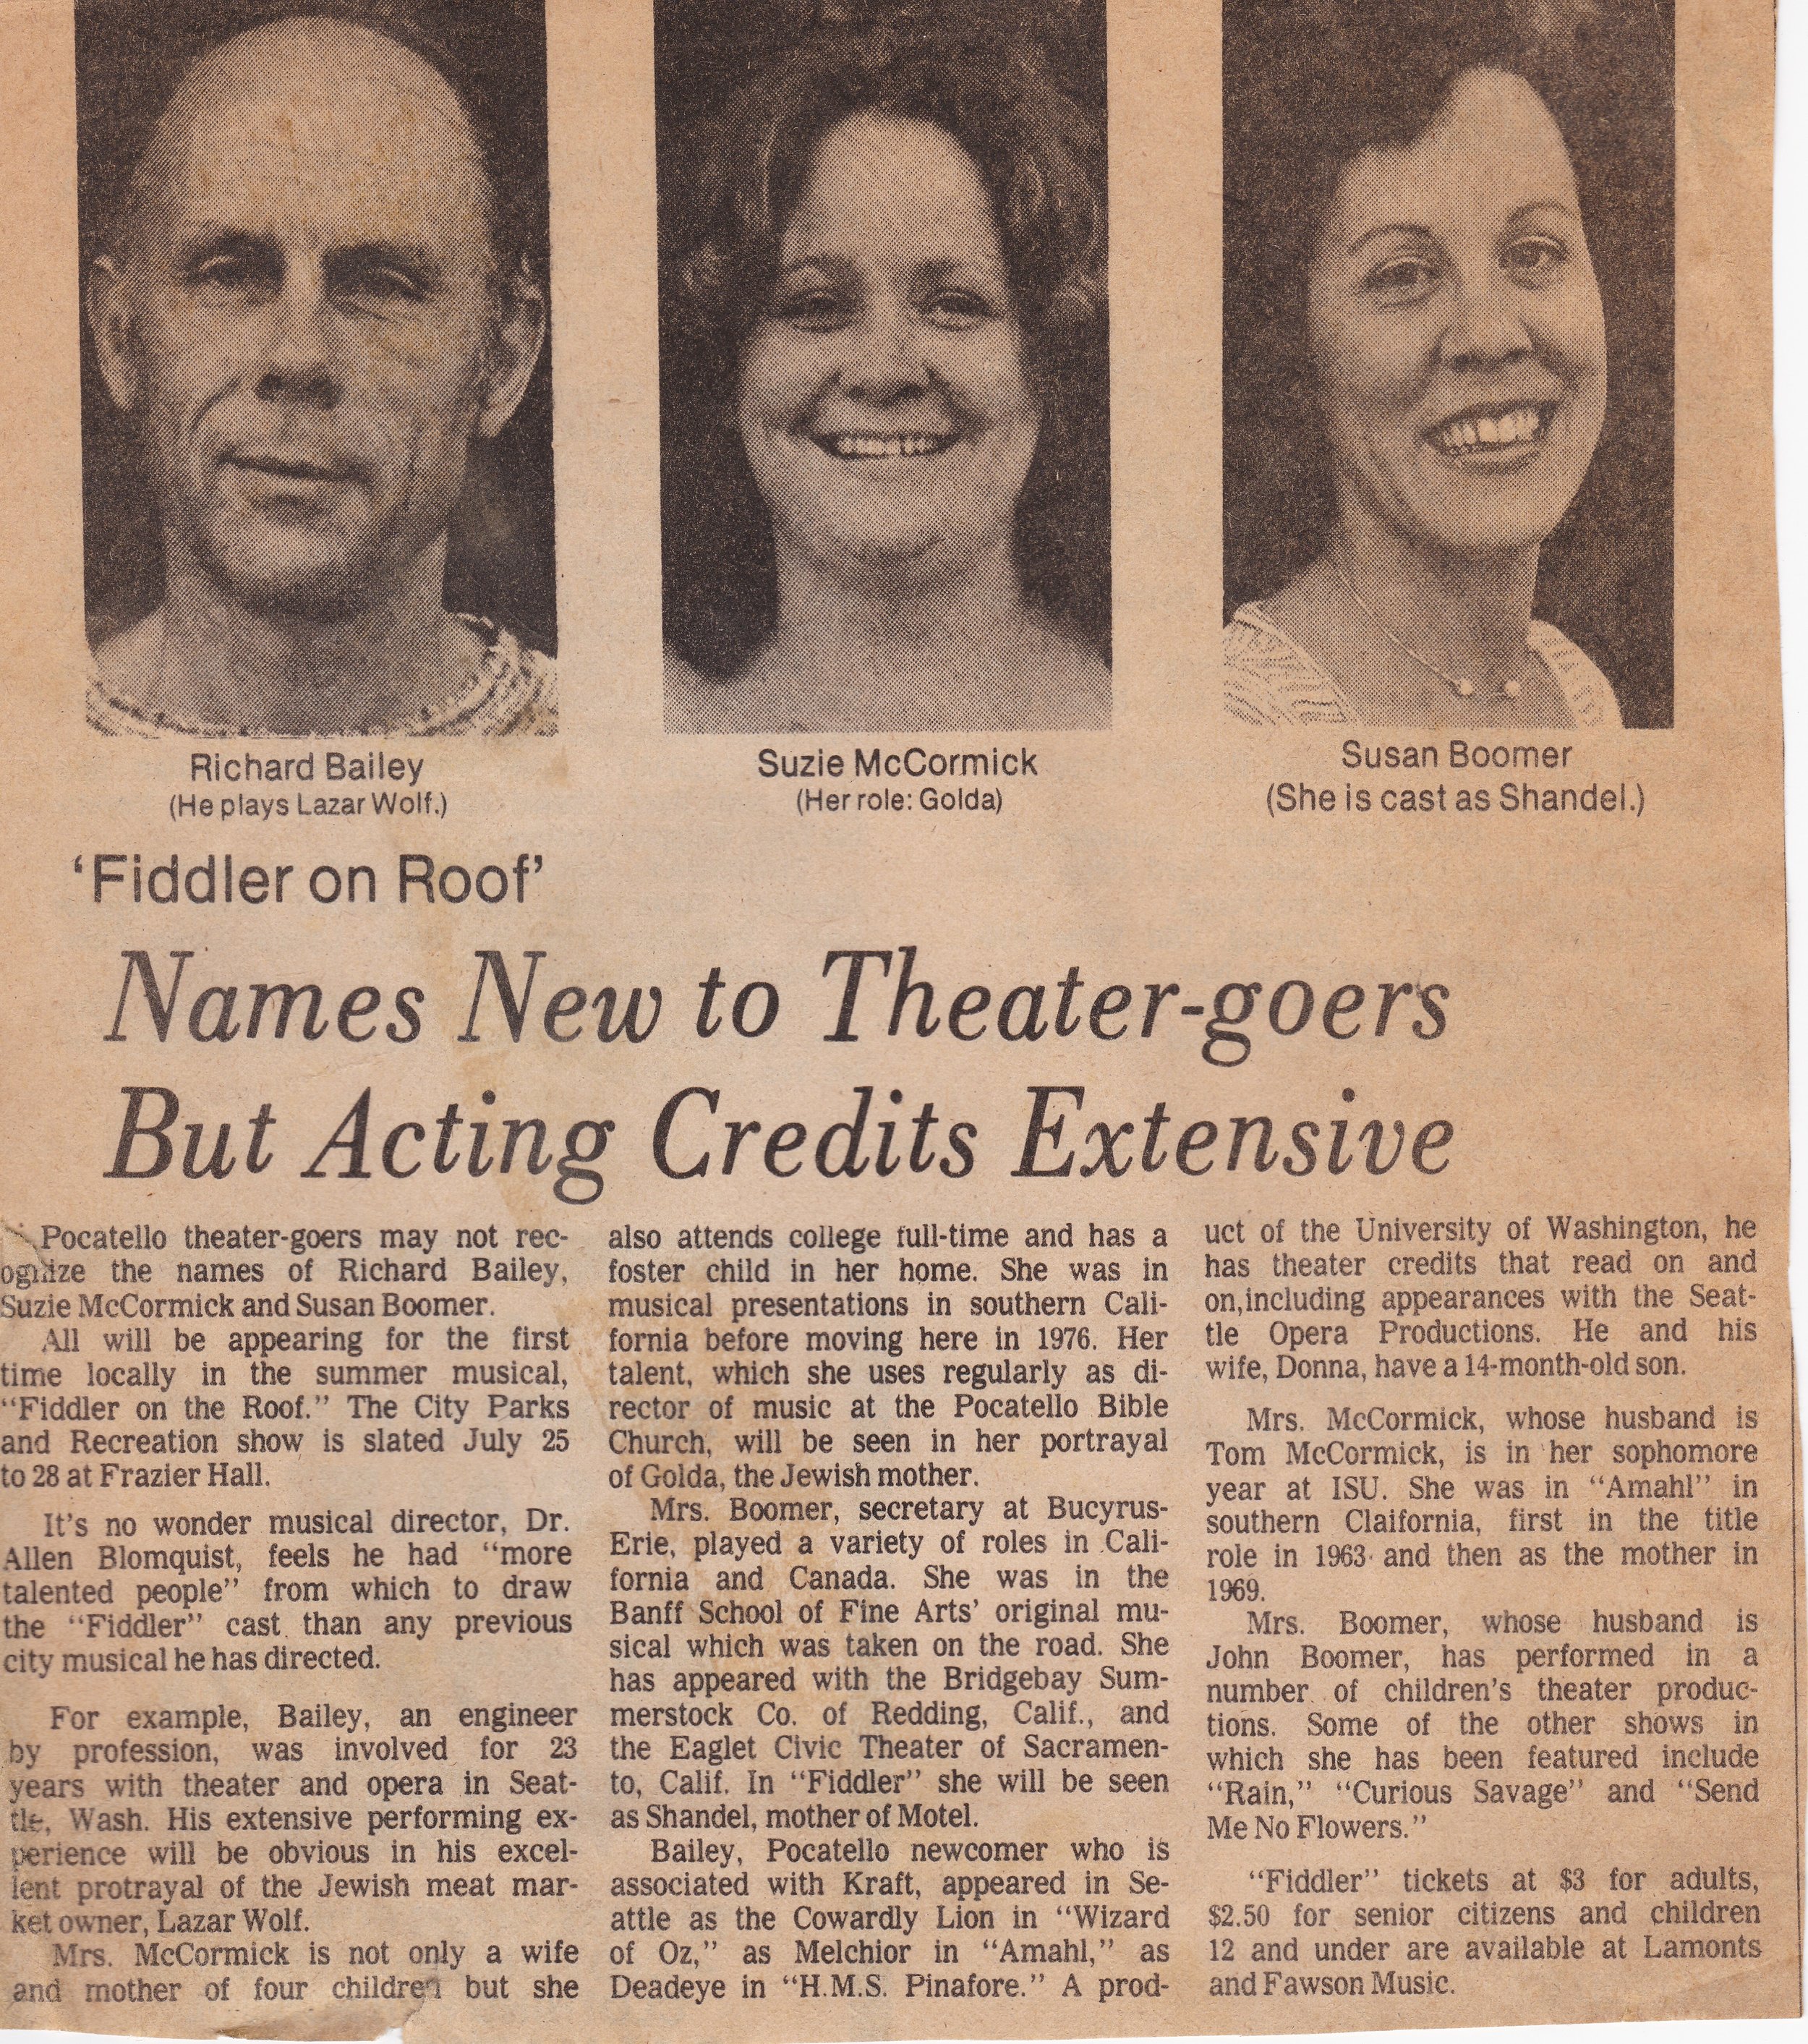 Richard Bailey
(He plays Lazar Wolf.)
Suzie McCormick
(Her role: Golda)
Susan Boomer
(She is cast as Shandel.)
‘Fiddler on Roof’
Names New to Theater-goers
But Acting Credits Extensive
Pocatello theater-goers may not rec-
ognize the names of Richard Bailey,
Suzie McCormick and Susan Boomer.
All will be appearing for the first
time locally in the summer musical,
“Fiddler on the Roof.” The City Parks
and Recreation show is slated July 25
to 28 at Frazier Hall.
It’s no wonder musical director, Dr.
Allen Blomquist, feels he had “more
talented people” from which to draw
the “Fiddler” cast than any previous
city musical he has directed.
For example, Bailey, an engineer
by profession, was involved for 23
years with theater and opera in Seat-
tle, Wash. His extensive performing ex-
perience will be obvious in his excel-
lent protrayal of the Jewish meat mar-
ket owner, Lazar Wolf.
Mrs. McCormick is not only a wife
and mother of four children but she
also attends college full-time and has a
foster child in her home. She was in
musical presentations in southern Cali-
fornia before moving here in 1976. Her
talent, which she uses regularly as di-
rector of music at the Pocatello Bible
Church, will be seen in her portrayal
of Golda, the Jewish mother.
Mrs. Boomer, secretary at Bucyrus-
Erie, played a variety of roles in Cali-
fornia and Canada. She was in the
Banff School of Fine Arts’ original mu-
sical which was taken on the road. She
has appeared with the Bridgebay Sum-
merstock Co. of Redding, Calif., and
the Eaglet Civic Theater of Sacramen-
to, Calif. In “Fiddler” she will be seen
as Shandel, mother of Motel.
Bailey, Pocatello newcomer who is
associated with Kraft, appeared in Se-
attle as the Cowardly Lion in “Wizard
of Oz,” as Melchior in “Amahl,” as
Deadeye in “H.M.S. Pinafore.” A prod-
uct of the University of Washington, he
has theater credits that read on and
on,including appearances with the Seat-
tle Opera Productions. He and his
wife, Donna, have a 14-month-old son.
Mrs. McCormick, whose husband is
Tom McCormick, is in her sophomore
year at ISU. She was in “Amahl” in
southern Claifornia, first in the title
role in 1963 and then as the mother in
1969.
Mrs. Boomer, whose husband is
John Boomer, has performed in a
number of children’s theater produc-
tions. Some of the other shows in
which she has been featured include
“Rain,” “Curious Savage” and “Send
Me No Flowers.”
“Fiddler” tickets at $3 for adults,
$2.50 for senior citizens and children
12 and under are available at Lamonts
and Fawson Music.